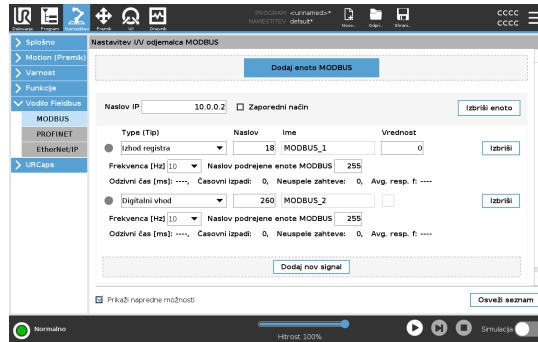 PROGRAM <unnamed>*
NAMESTITEV default*
Delovanje Program Namestitev Premik V/I Dnevnik Novo... Odpri... Shrani...
CCCC
CCCC
Splošno
Motion (Premik)
Varnost
Funkcije
Vodilo Fieldbus
MODBUS
PROFINET
EtherNet/IP
URCaps
Nastavitev I/V odjemalca MODBUS
Dodaj enoto MODBUS
Naslov IP 10.0.0.2 Zaporedni način Izbriši enoto
Type (Tip) Naslov Ime Vrednost
Izhod registra 18 MODBUS_1 0 Izbriši
Frekvenca [Hz] 10 Naslov podrejene enote MODBUS 255
Odzivni čas [ms]: ----, Časovni izpadi: 0, Neuspele zahteve: 0, Avg. resp. f: ----
Digitalni vhod 260 MODBUS_2 Izbriši
Frekvenca [Hz] 10 Naslov podrejene enote MODBUS 255
Odzivni čas [ms]: ----, Časovni izpadi: 0, Neuspele zahteve: 0, Avg. resp. f: ----
Dodaj nov signal
Prikaži napredne možnosti Osveži seznam
Normalno
Hitrost 100%
Simulacija